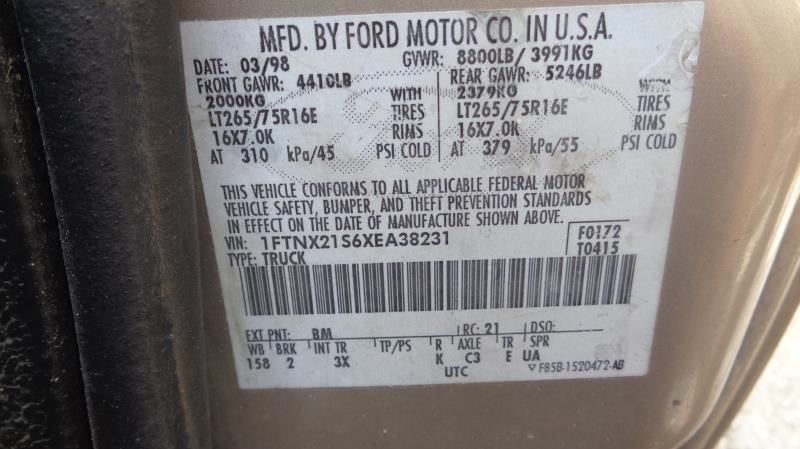 MFD. BY FORD MOTOR CO. IN U.S.A.
DATE: 03/98 GVWR: 8800LB/ 3991KG
FRONT GAWR: 4410LB REAR GAWR: 5246LB
2000KG WITH 2379KG WITH
LT265/75R16E TIRES LT265/75R16E TIRES
16X7.0K RIMS 16X7.0K RIMS
AT 310 kPa/45 PSI COLD AT 379 kPa/55 PSI COLD
THIS VEHICLE CONFORMS TO ALL APPLICABLE FEDERAL MOTOR
VEHICLE SAFETY, BUMPER, AND THEFT PREVENTION STANDARDS
IN EFFECT ON THE DATE OF MANUFACTURE SHOWN ABOVE.
VIN: 1FTNX21S6XEA38231 F0172
TYPE: TRUCK T0415
EXT PNT: BM RC: 21 DSO:
WB BRK INT TR TP/PS R AXLE TR SPR
158 2 3X K C3 E UA
UTC ▽ F85B-1520472-AB